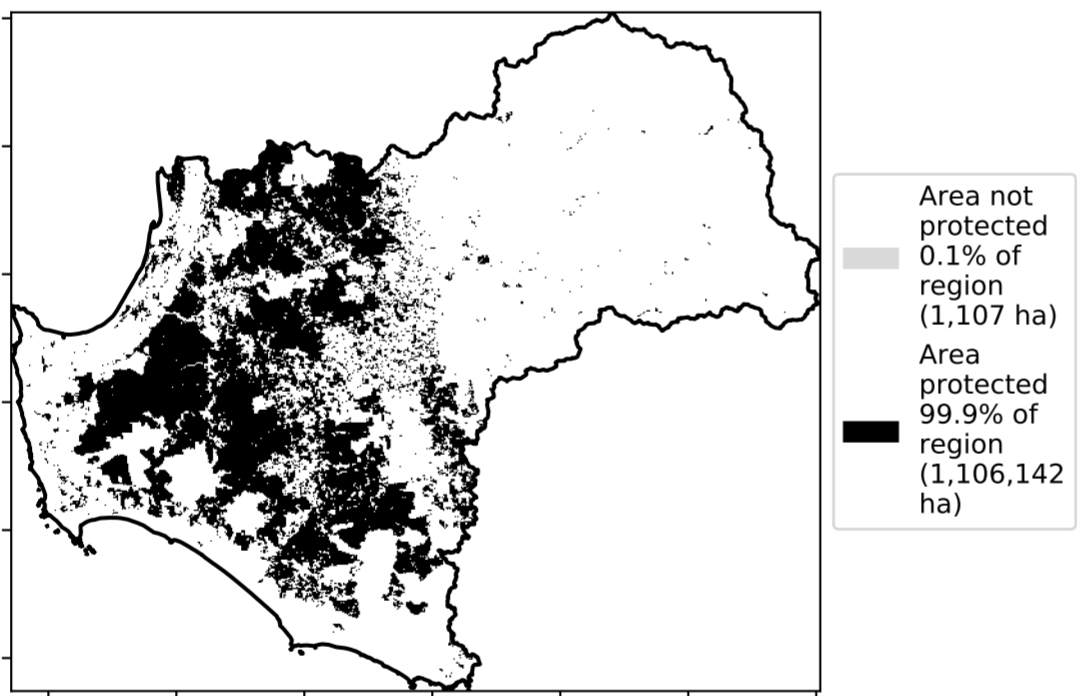 Area not
protected
0.1% of
region
(1,107 ha)
Area
protected
99.9% of
region
(1,106,142
ha)